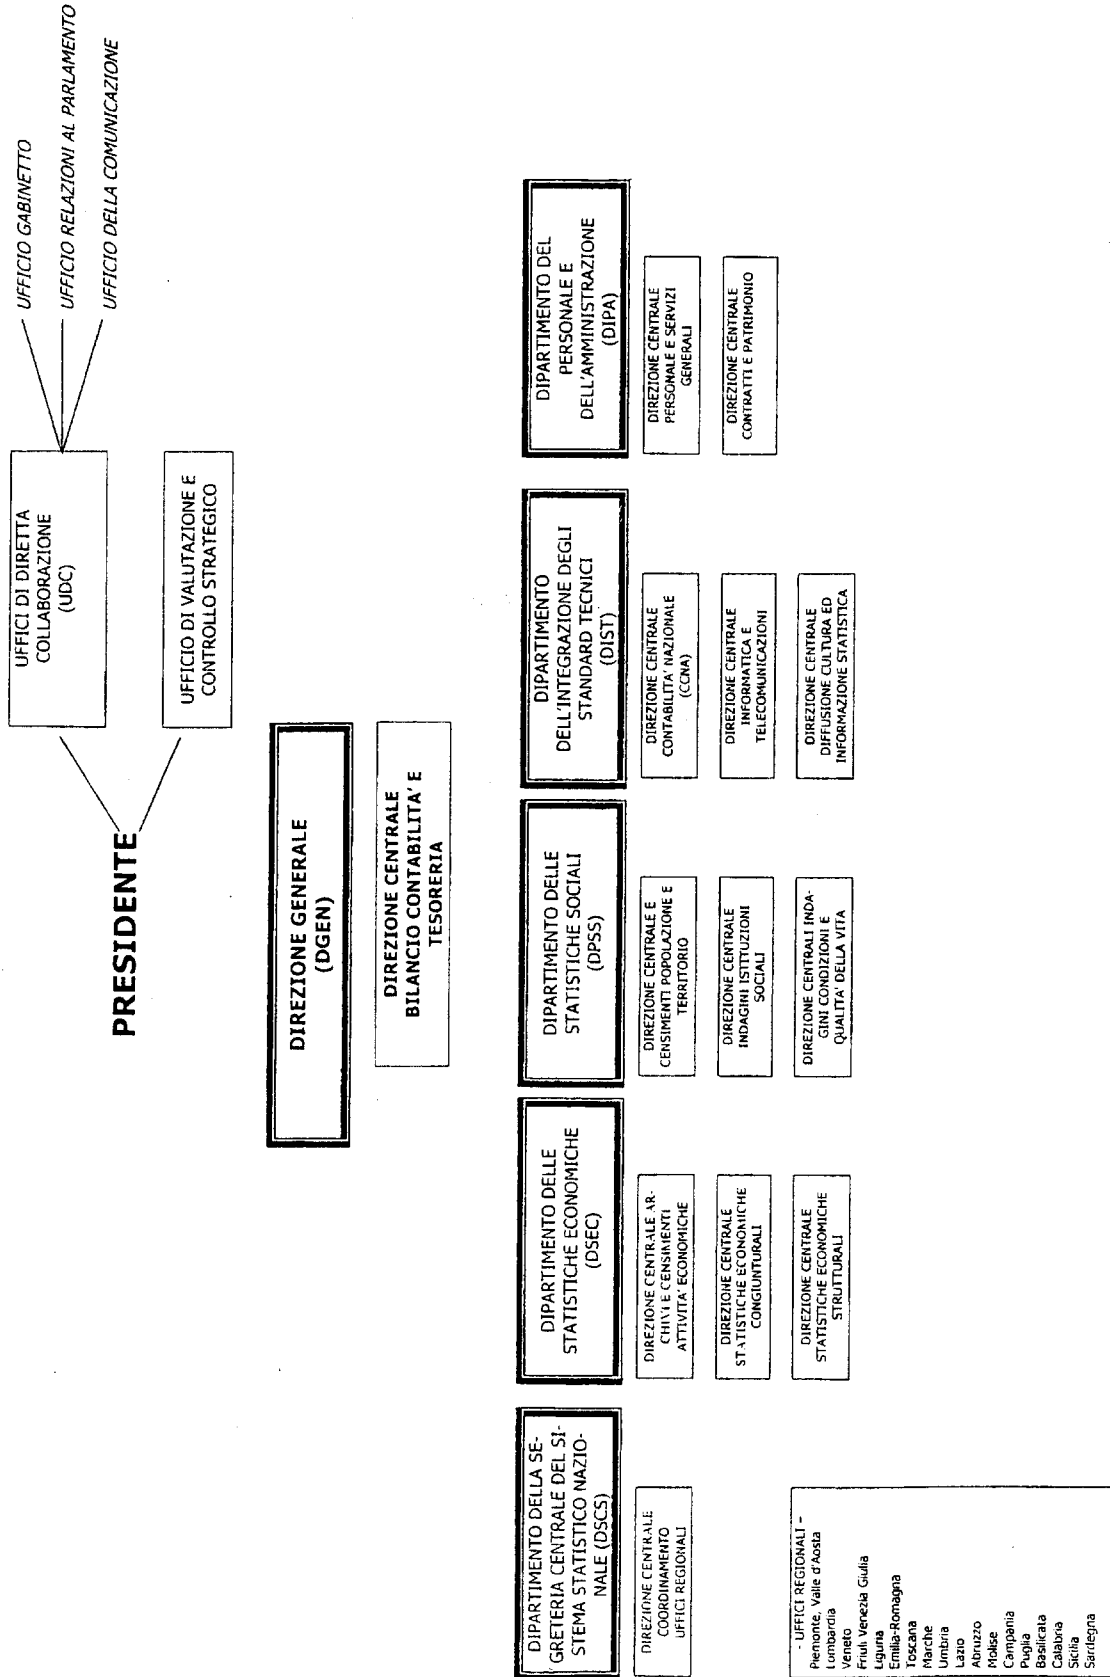 UFFICIO GABINETTO
UFFICIO RELAZIONI AL PARLAMENTO
UFFICIO DELLA COMUNICAZIONE
UFFICI DI DIRETTA
COLLABORAZIONE
(UDC)
UFFICIO DI VALUTAZIONE E
CONTROLLO STRATEGICO
PRESIDENTE
DIREZIONE GENERALE
(DGEN)
DIREZIONE CENTRALE
BILANCIO CONTABILITA' E
TESORERIA
DIPARTIMENTO DELLA SE-
GRETERIA CENTRALE DEL SI-
STEMA STATISTICO NAZIO-
NALE (DSCS)
DIREZIONE CENTRALE
COORDINAMENTO
UFFICI REGIONALI
- UFFICI REGIONALI –
Piemonte, Valle d'Aosta
Lombardia
Veneto
Friuli Venezia Giulia
Liguria
Emilia-Romagna
Toscana
Marche
Umbria
Lazio
Abruzzo
Molise
Campania
Puglia
Basilicata
Calabria
Sicilia
Sardegna
DIPARTIMENTO DELLE
STATISTICHE ECONOMICHE
(DSEC)
DIREZIONE CENTRALE AR-
CHIVI E CENSIMENTI
ATTIVITA' ECONOMICHE
DIREZIONE CENTRALE
STATISTICHE ECONOMICHE
CONGIUNTURALI
DIREZIONE CENTRALE
STATISTICHE ECONOMICHE
STRUTTURALI
DIPARTIMENTO DELLE
STATISTICHE SOCIALI
(DPSS)
DIREZIONE CENTRALE E
CENSIMENTI POPOLAZIONE E
TERRITORIO
DIREZIONE CENTRALE
INDAGINI ISTITUZIONI
SOCIALI
DIREZIONE CENTRALI INDA-
GINI CONDIZIONI E
QUALITA' DELLA VITA
DIPARTIMENTO
DELL'INTEGRAZIONE DEGLI
STANDARD TECNICI
(DIST)
DIREZIONE CENTRALE
CONTABILITA' NAZIONALE
(CCNA)
DIREZIONE CENTRALE
INFORMATICA E
TELECOMUNICAZIONI
DIREZIONE CENTRALE
DIFFUSIONE CULTURA ED
INFORMAZIONE STATISTICA
DIPARTIMENTO DEL
PERSONALE E
DELL'AMMINISTRAZIONE
(DIPA)
DIREZIONE CENTRALE
PERSONALE E SERVIZI
GENERALI
DIREZIONE CENTRALE
CONTRATTI E PATRIMONIO